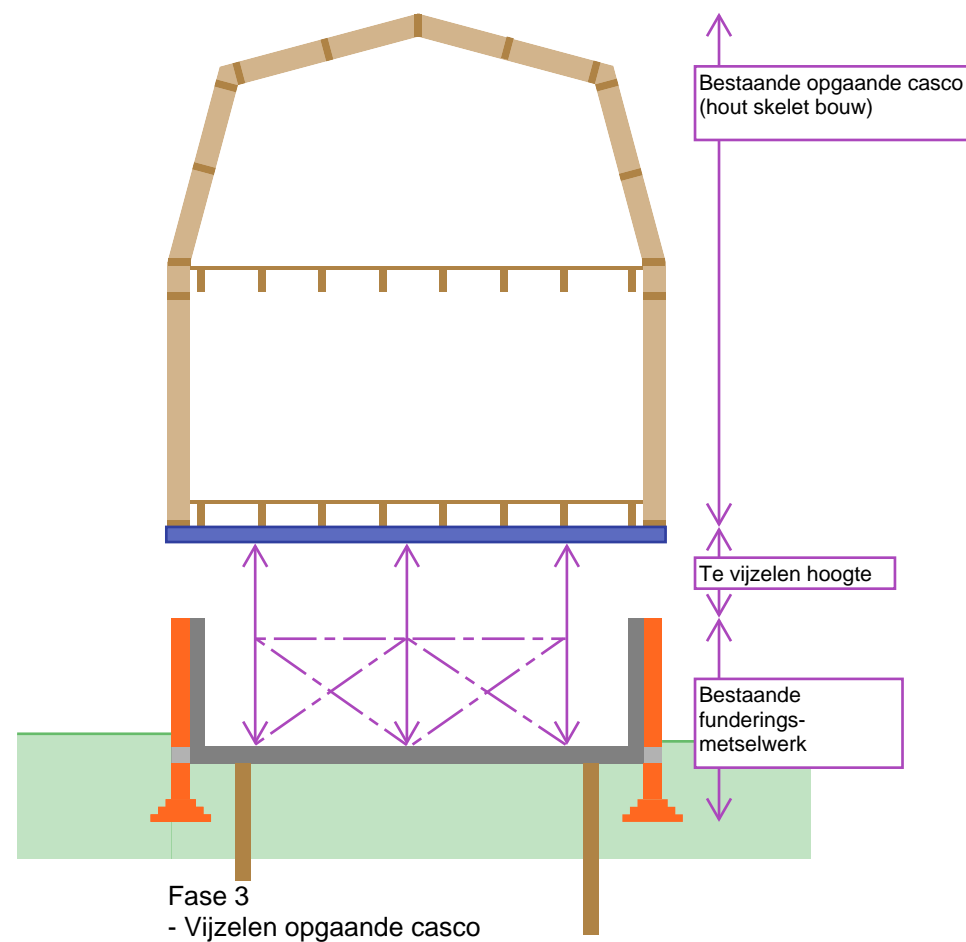 Bestaande opgaande casco
(hout skelet bouw)
Te vijzelen hoogte
Bestaande
funderings-
metselwerk
Fase 3
- Vijzelen opgaande casco